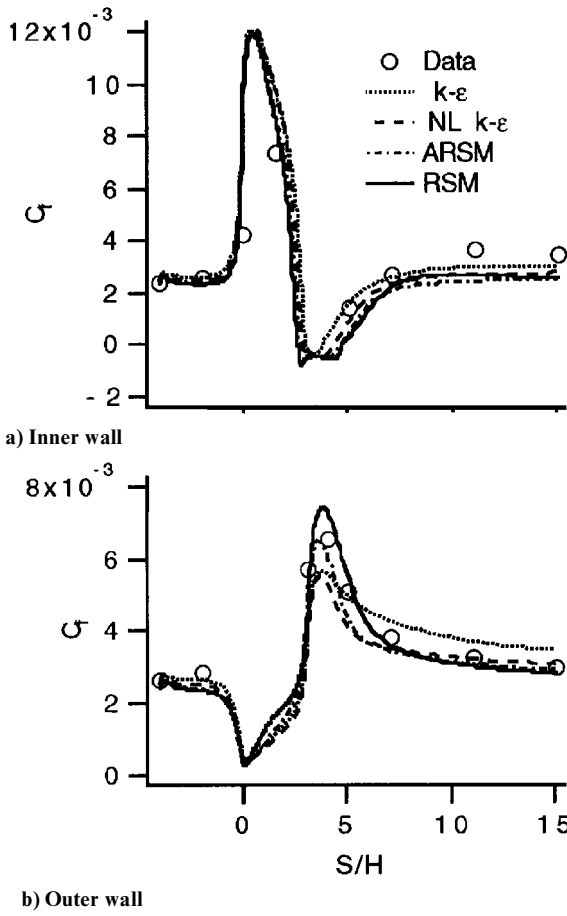 12x10⁻³
10
8
6
4
2
0
- 2
Cf
Data
k-ε
NL k-ε
ARSM
RSM
a) Inner wall
8x10⁻³
6
4
2
0
Cf
0 5 10 15
S/H
b) Outer wall